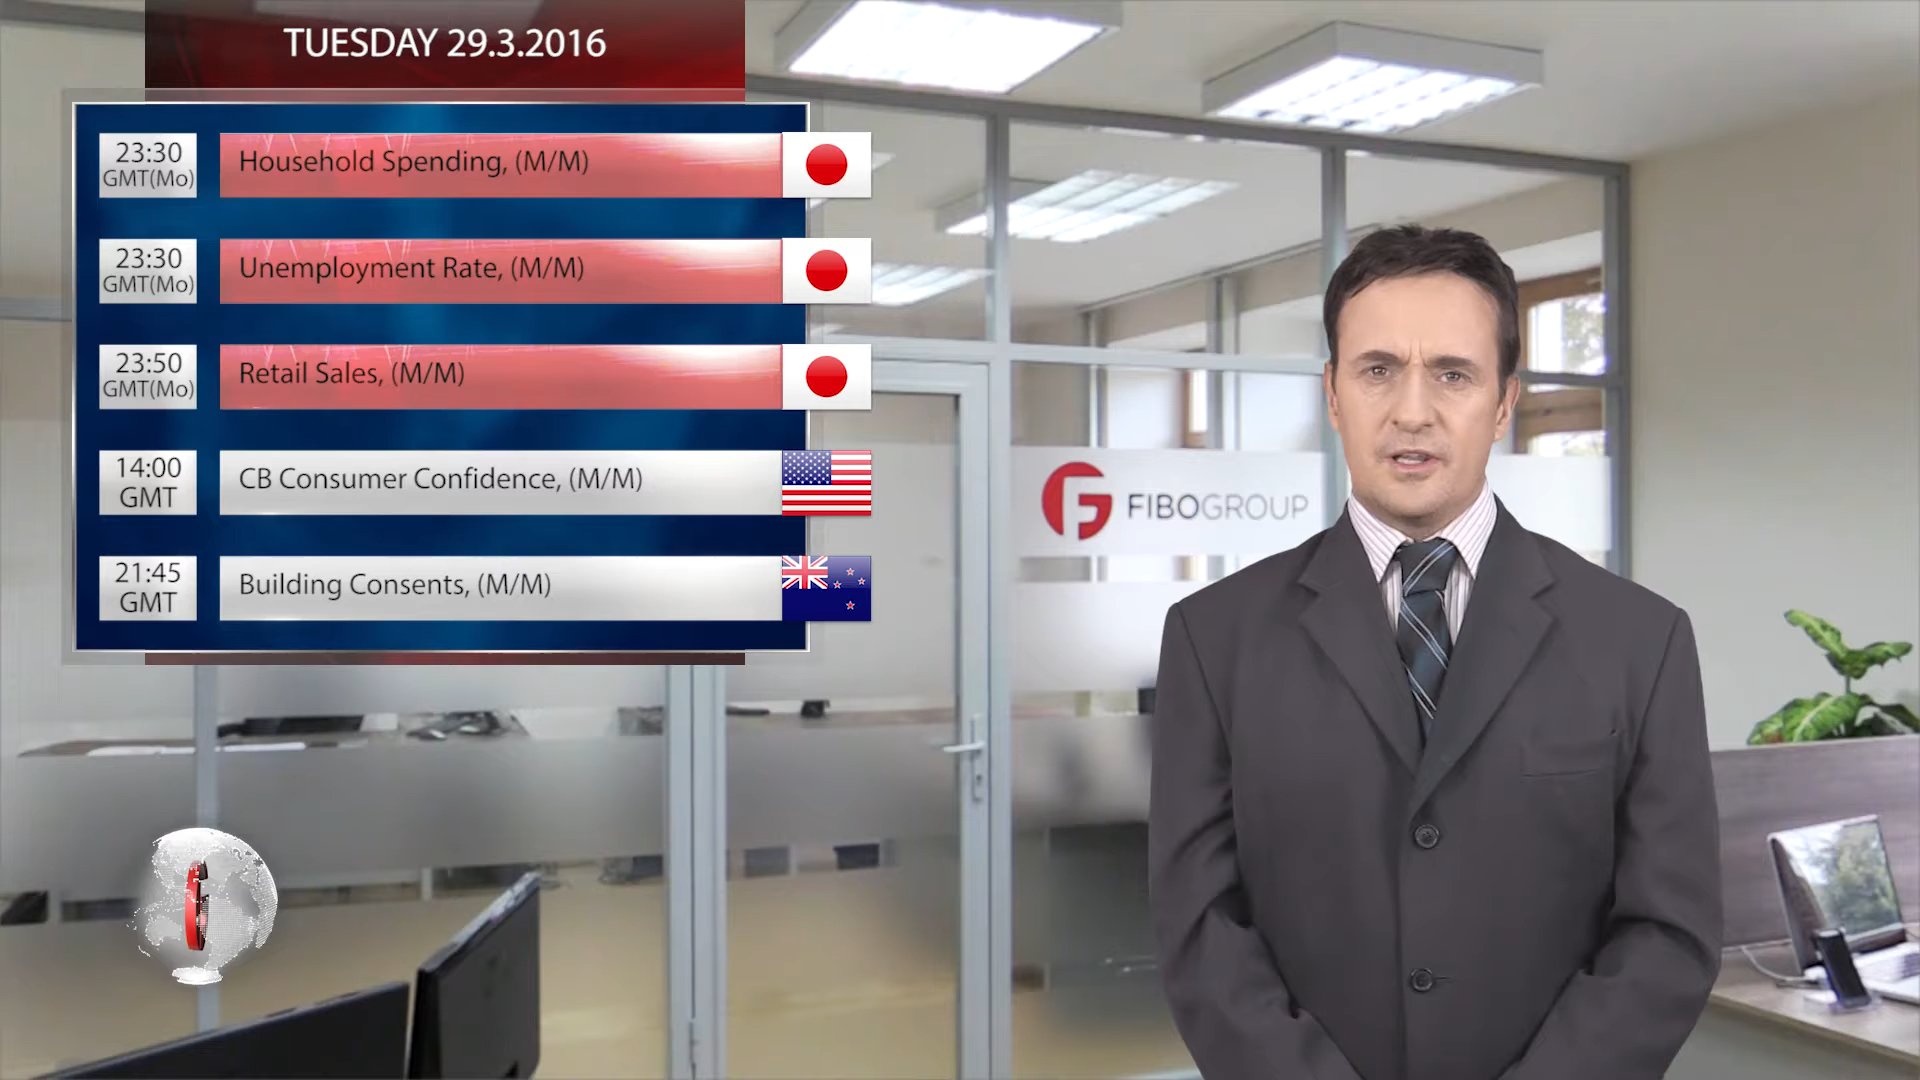 TUESDAY 29.3.2016
23:30
GMT(Mo)
Household Spending, (M/M)
23:30
GMT(Mo)
Unemployment Rate, (M/M)
23:50
GMT(Mo)
Retail Sales, (M/M)
14:00
GMT
CB Consumer Confidence, (M/M)
21:45
GMT
Building Consents, (M/M)
FIBOGROUP